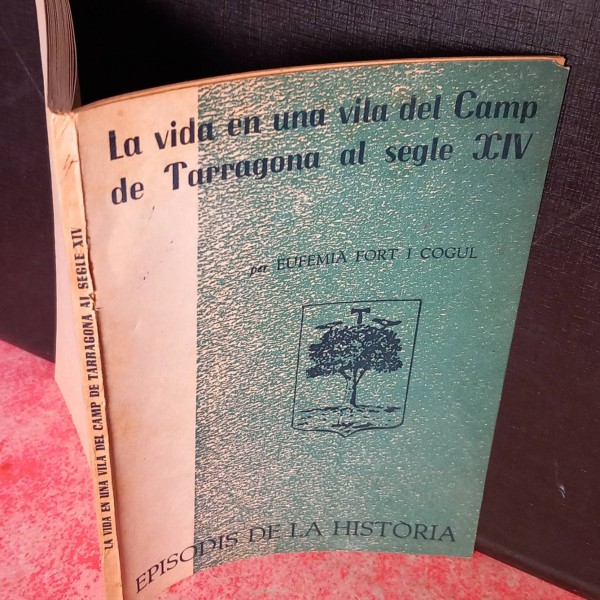 La vida en una vila del Camp
de Tarragona al segle XIV
per EUFEMIÀ FORT I COGUL
T
EPISODIS DE LA HISTÒRIA
LA VIDA EN UNA VILA DEL CAMP DE TARRAGONA AL SEGLE XIV